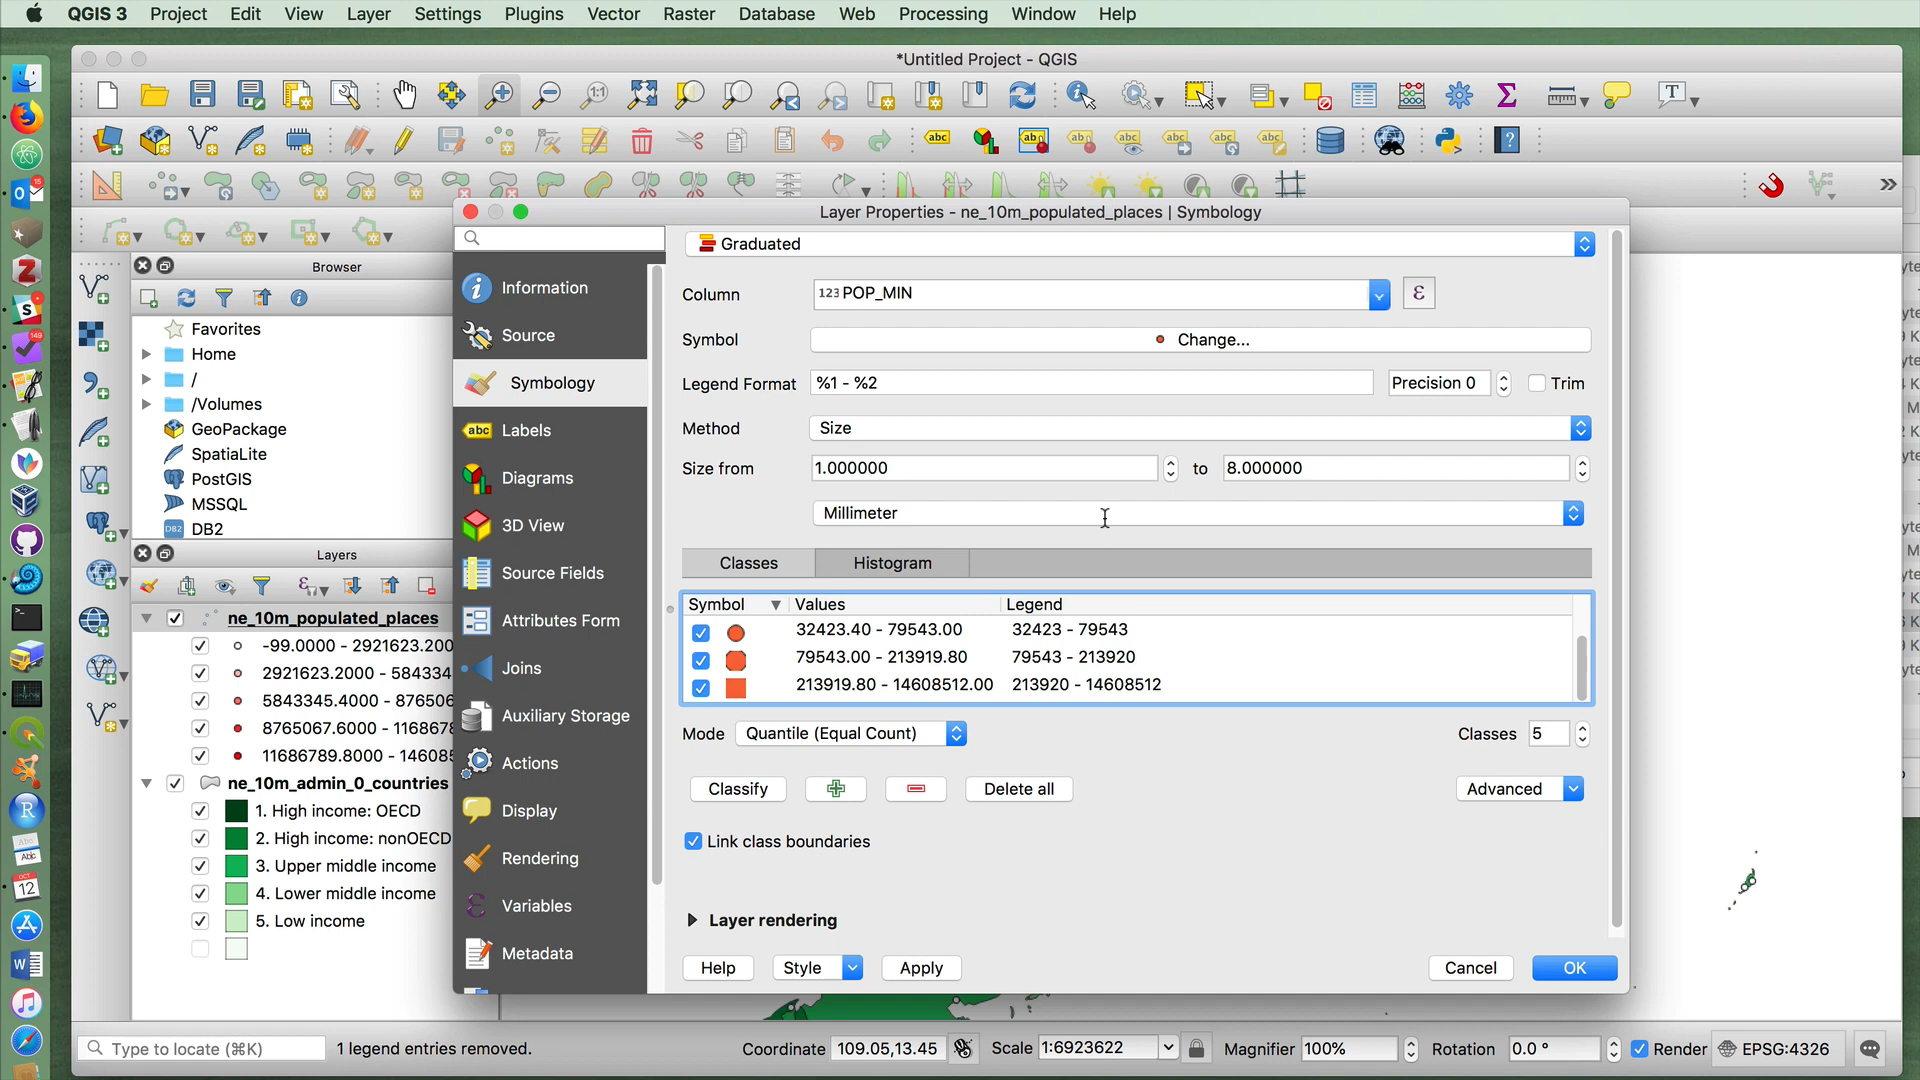 QGIS 3 Project Edit View Layer Settings Plugins Vector Raster Database Web Processing Window Help
*Untitled Project - QGIS
Layer Properties - ne_10m_populated_places | Symbology
Browser
Favorites
Home
/
/Volumes
GeoPackage
SpatiaLite
PostGIS
MSSQL
DB2
Layers
ne_10m_populated_places
-99.0000 - 2921623.200
2921623.2000 - 584334
5843345.4000 - 876506
8765067.6000 - 116867
11686789.8000 - 14608
ne_10m_admin_0_countries
1. High income: OECD
2. High income: nonOECD
3. Upper middle income
4. Lower middle income
5. Low income
Information
Source
Symbology
abc Labels
Diagrams
3D View
Source Fields
Attributes Form
Joins
Auxiliary Storage
Actions
Display
Rendering
Variables
Metadata
Graduated
Column 123 POP_MIN ε
Symbol Change...
Legend Format %1 - %2 Precision 0 Trim
Method Size
Size from 1.000000 to 8.000000
Millimeter
Classes Histogram
Symbol Values Legend
32423.40 - 79543.00 32423 - 79543
79543.00 - 213919.80 79543 - 213920
213919.80 - 14608512.00 213920 - 14608512
Mode Quantile (Equal Count) Classes 5
Classify Delete all Advanced
Link class boundaries
Layer rendering
Help Style Apply Cancel OK
Type to locate (⌘K) 1 legend entries removed. Coordinate 109.05,13.45 Scale 1:6923622 Magnifier 100% Rotation 0.0 ° Render EPSG:4326